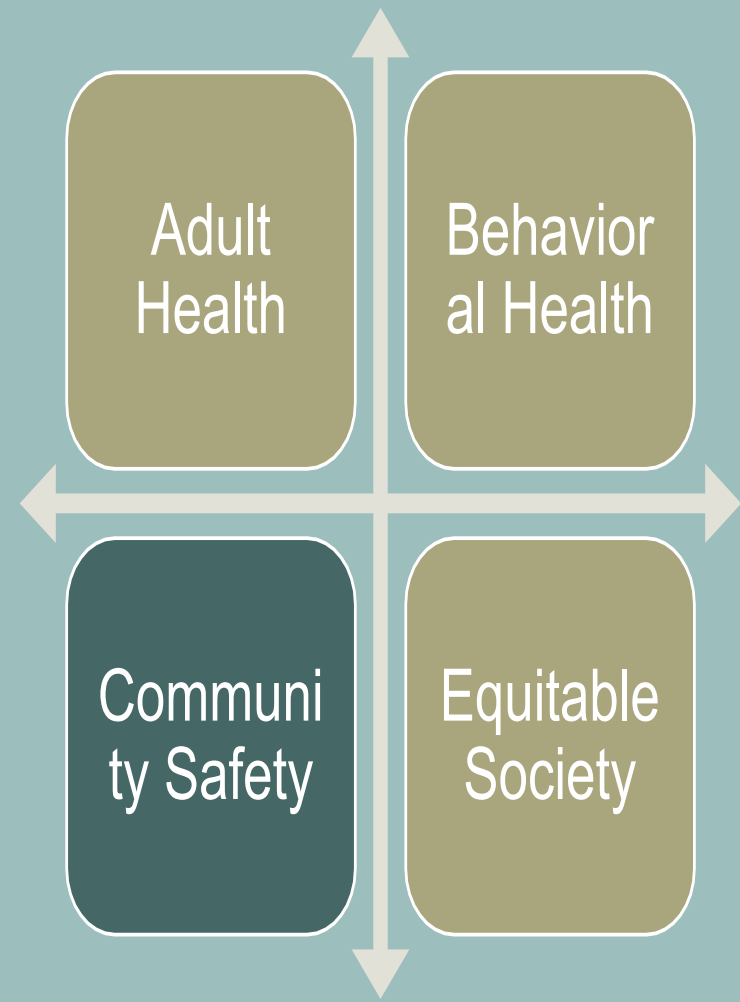 Adult
Health
Behavior
al Health
Communi
ty Safety
Equitable
Society